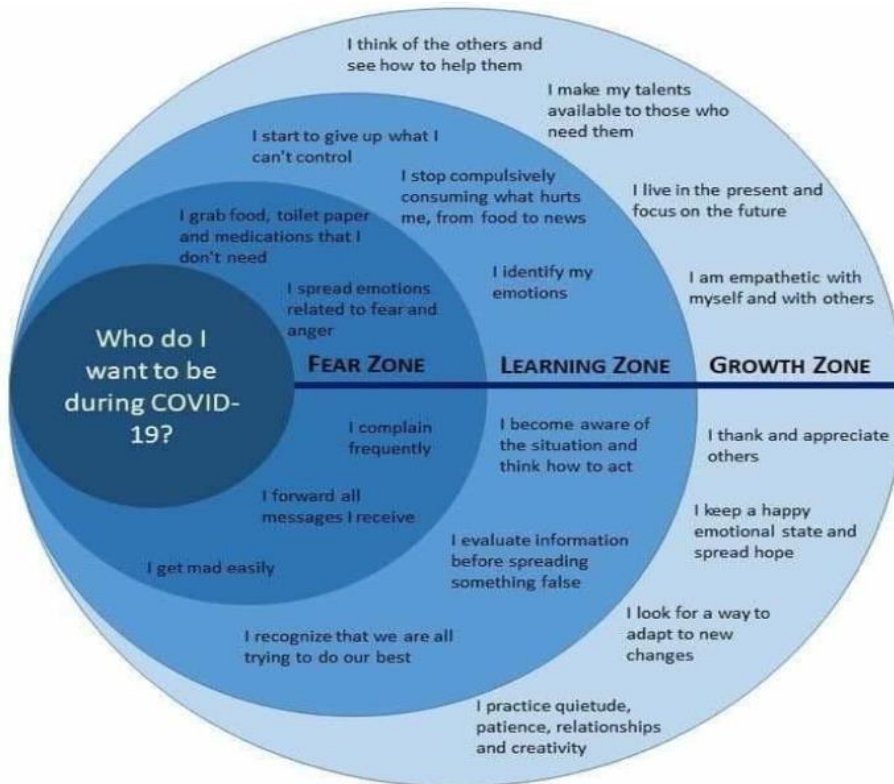 I think of the others and
see how to help them
I make my talents
available to those who
need them
I start to give up what I
can't control
I stop compulsively
consuming what hurts
me, from food to news
I live in the present and
focus on the future
I grab food, toilet paper
and medications that I
don't need
I identify my
emotions
I am empathetic with
myself and with others
I spread emotions
related to fear and
anger
Who do I
want to be
during COVID-
19?
FEAR ZONE
LEARNING ZONE
GROWTH ZONE
I complain
frequently
I become aware of
the situation and
think how to act
I thank and appreciate
others
I forward all
messages I receive
I keep a happy
emotional state and
spread hope
I evaluate information
before spreading
something false
I get mad easily
I look for a way to
adapt to new
changes
I recognize that we are all
trying to do our best
I practice quietude,
patience, relationships
and creativity